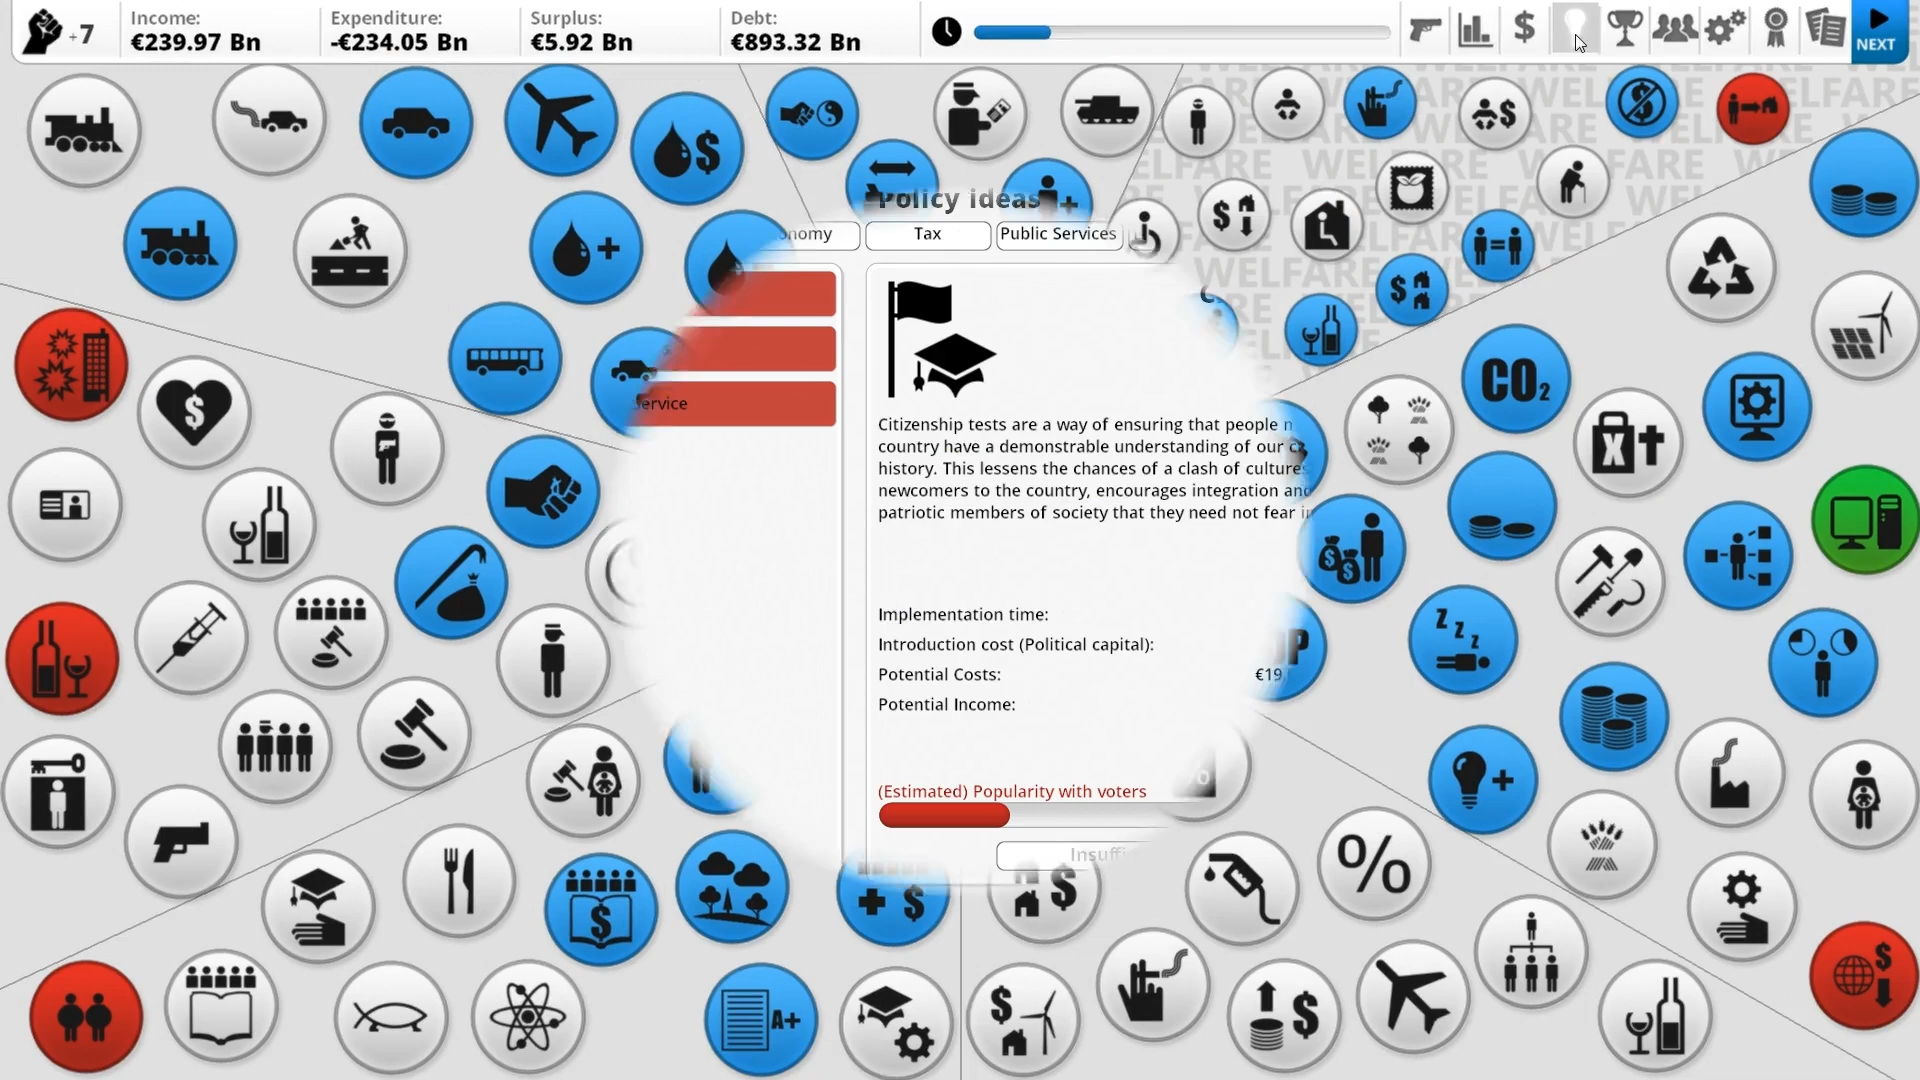 +7
Income:
€239.97 Bn
Expenditure:
-€234.05 Bn
Surplus:
€5.92 Bn
Debt:
€893.32 Bn
NEXT
WELFARE WELFARE WELFARE
Policy ideas
Tax
Public Services
Citizenship tests are a way of ensuring that people
country have a demonstrable understanding of our
history. This lessens the chances of a clash of cultures
newcomers to the country, encourages integration and
patriotic members of society that they need not fear
CO2
Implementation time:
Introduction cost (Political capital):
Potential Costs:
€19
Potential Income:
(Estimated) Popularity with voters
%
A+